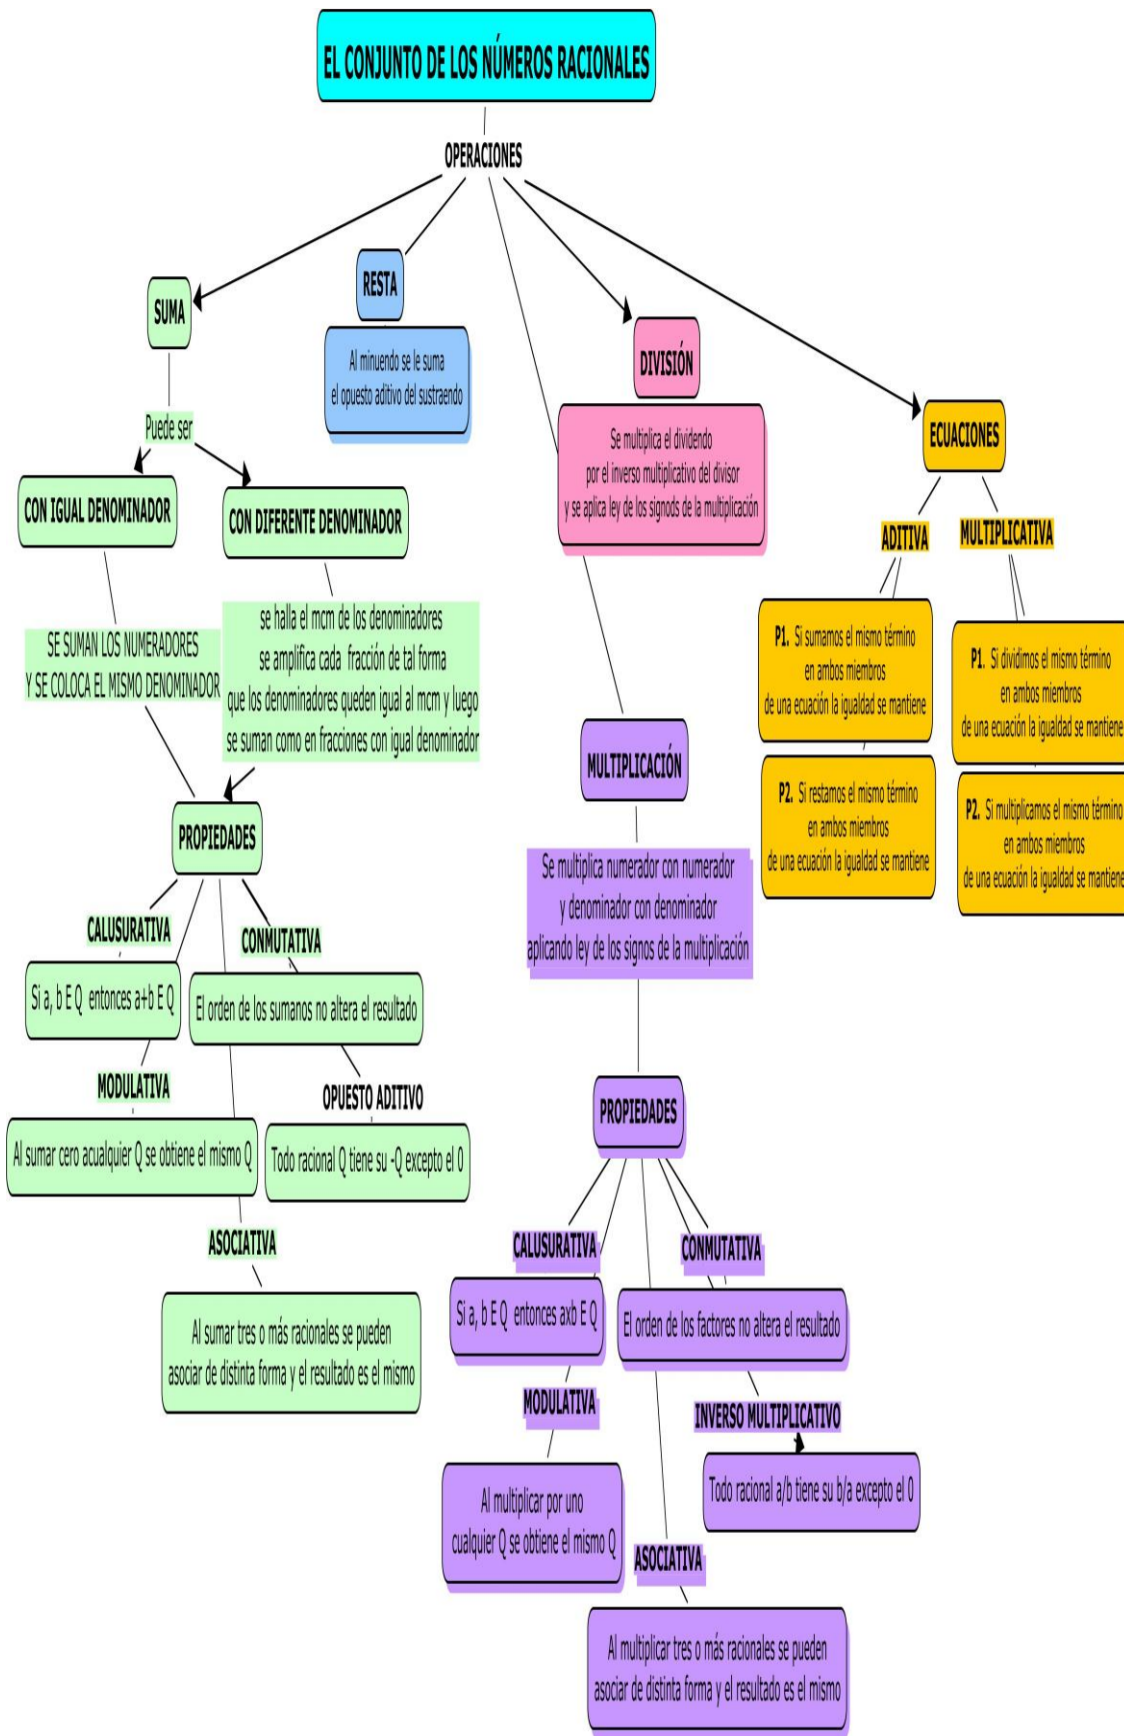 EL CONJUNTO DE LOS NÚMEROS RACIONALES
OPERACIONES
SUMA
Puede ser
CON IGUAL DENOMINADOR
SE SUMAN LOS NUMERADORES
Y SE COLOCA EL MISMO DENOMINADOR
CON DIFERENTE DENOMINADOR
se halla el mcm de los denominadores
se amplifica cada fracción de tal forma
que los denominadores queden igual al mcm y luego
se suman como en fracciones con igual denominador
PROPIEDADES
CALUSURATIVA
Si a, b E Q entonces a+b E Q
CONMUTATIVA
El orden de los sumanos no altera el resultado
MODULATIVA
Al sumar cero acualquier Q se obtiene el mismo Q
OPUESTO ADITIVO
Todo racional Q tiene su -Q excepto el 0
ASOCIATIVA
Al sumar tres o más racionales se pueden
asociar de distinta forma y el resultado es el mismo
RESTA
Al minuendo se le suma
el opuesto aditivo del sustraendo
DIVISIÓN
Se multiplica el dividendo
por el inverso multiplicativo del divisor
y se aplica ley de los signods de la multiplicación
MULTIPLICACIÓN
Se multiplica numerador con numerador
y denominador con denominador
aplicando ley de los signos de la multiplicación
PROPIEDADES
CALUSURATIVA
Si a, b E Q entonces axb E Q
CONMUTATIVA
El orden de los factores no altera el resultado
MODULATIVA
Al multiplicar por uno
cualquier Q se obtiene el mismo Q
INVERSO MULTIPLICATIVO
Todo racional a/b tiene su b/a excepto el 0
ASOCIATIVA
Al multiplicar tres o más racionales se pueden
asociar de distinta forma y el resultado es el mismo
ECUACIONES
ADITIVA
P1. Si sumamos el mismo término
en ambos miembros
de una ecuación la igualdad se mantiene
P2. Si restamos el mismo término
en ambos miembros
de una ecuación la igualdad se mantiene
MULTIPLICATIVA
P1. Si dividimos el mismo término
en ambos miembros
de una ecuación la igualdad se mantiene
P2. Si multiplicamos el mismo término
en ambos miembros
de una ecuación la igualdad se mantiene